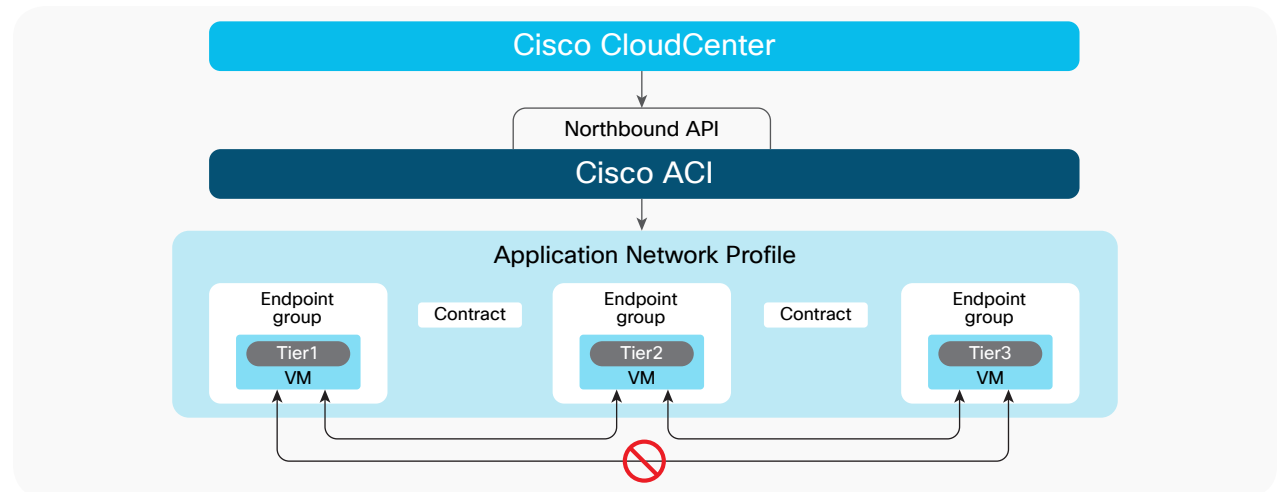 Cisco CloudCenter
Northbound API
Cisco ACI
Application Network Profile
Endpoint
group
Tier1
VM
Contract
Endpoint
group
Tier2
VM
Contract
Endpoint
group
Tier3
VM